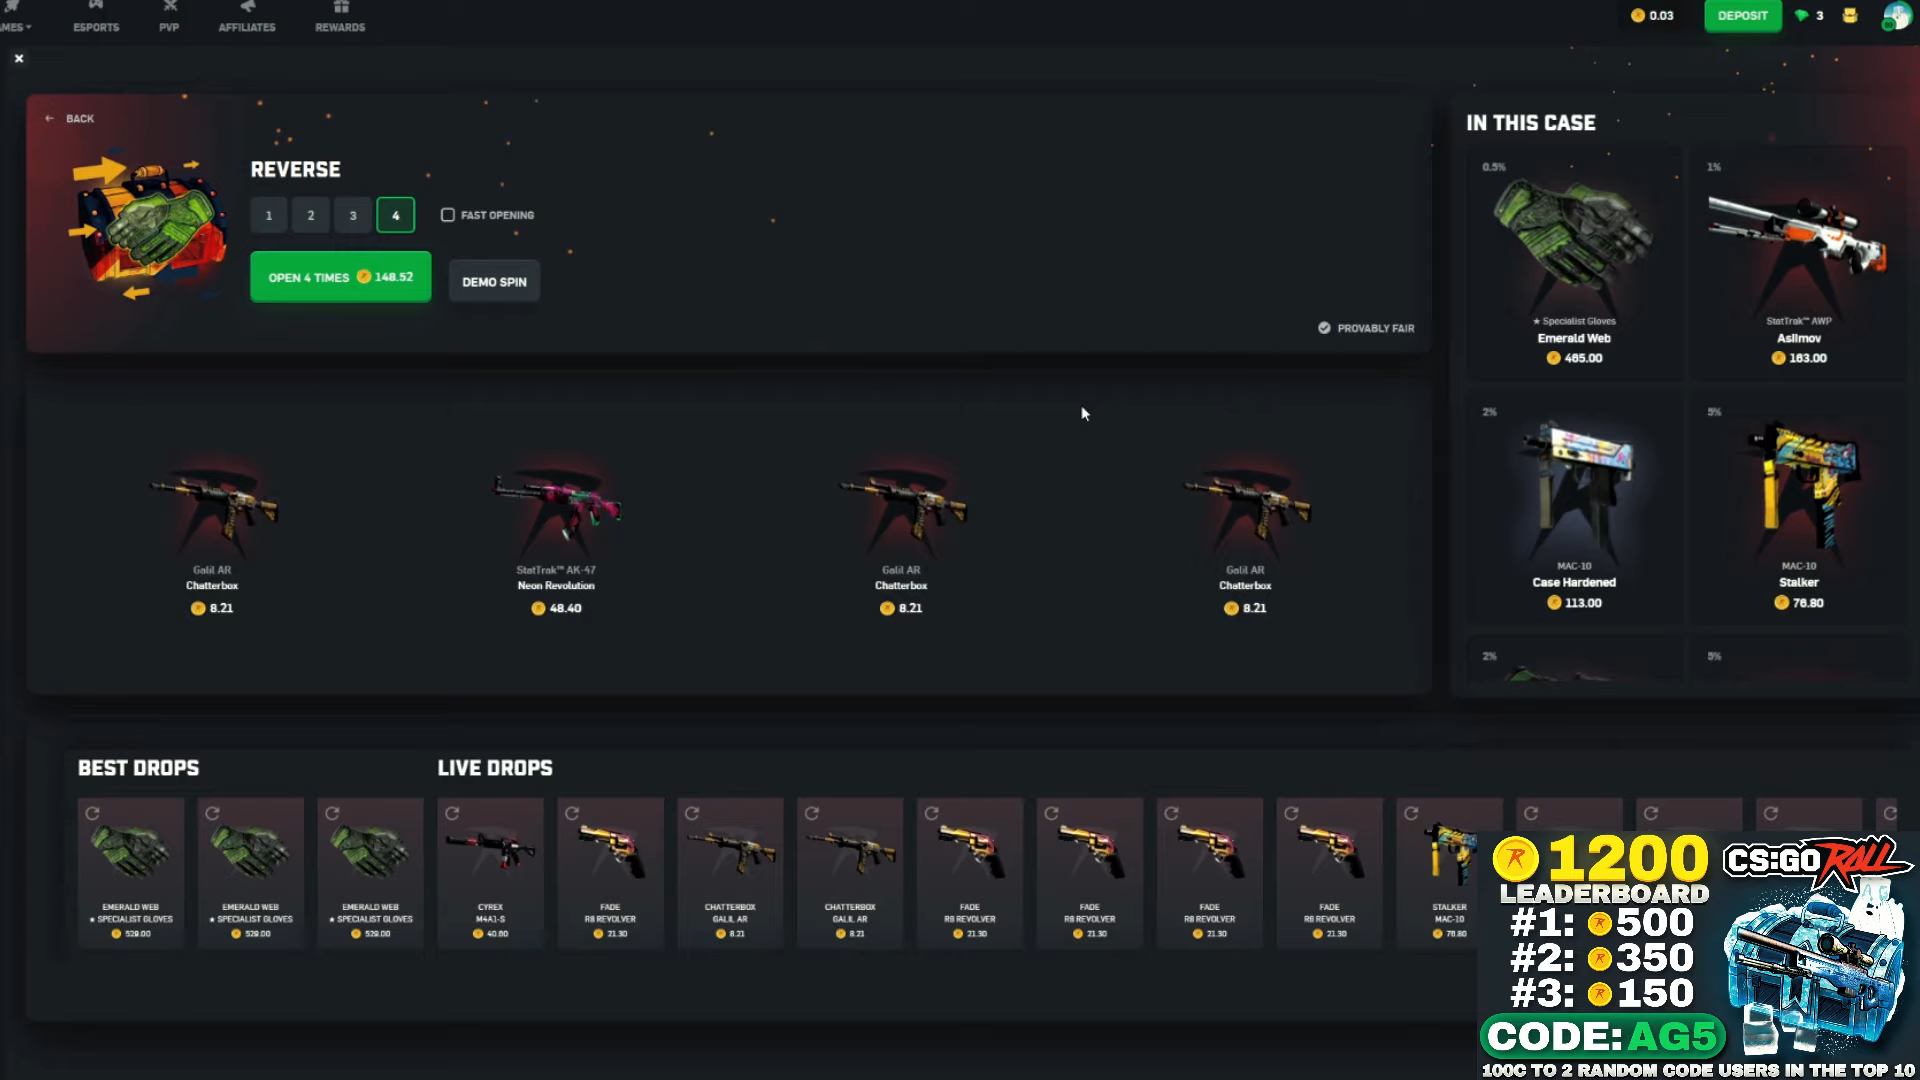 AMES
ESPORTS
PVP
AFFILIATES
REWARDS
0.03
DEPOSIT
3
BACK
REVERSE
1
2
3
4
FAST OPENING
OPEN 4 TIMES 148.52
DEMO SPIN
PROVABLY FAIR
IN THIS CASE
0.5%
★ Specialist Gloves
Emerald Web
465.00
1%
StatTrak™ AWP
Asiimov
163.00
2%
MAC-10
Case Hardened
113.00
5%
MAC-10
Stalker
76.80
2%
5%
Galil AR
Chatterbox
8.21
StatTrak™ AK-47
Neon Revolution
48.40
Galil AR
Chatterbox
8.21
Galil AR
Chatterbox
8.21
BEST DROPS
EMERALD WEB
★ SPECIALIST GLOVES
529.00
EMERALD WEB
★ SPECIALIST GLOVES
529.00
EMERALD WEB
★ SPECIALIST GLOVES
529.00
LIVE DROPS
CYREX
M4A1-S
40.60
FADE
R8 REVOLVER
21.30
CHATTERBOX
GALIL AR
8.21
CHATTERBOX
GALIL AR
8.21
FADE
R8 REVOLVER
21.30
FADE
R8 REVOLVER
21.30
FADE
R8 REVOLVER
21.30
FADE
R8 REVOLVER
21.30
STALKER
MAC-10
76.80
1200
LEADERBOARD
#1: 500
#2: 350
#3: 150
CODE: AG5
CS:GO ROLL
AG
100C TO 2 RANDOM CODE USERS IN THE TOP 10